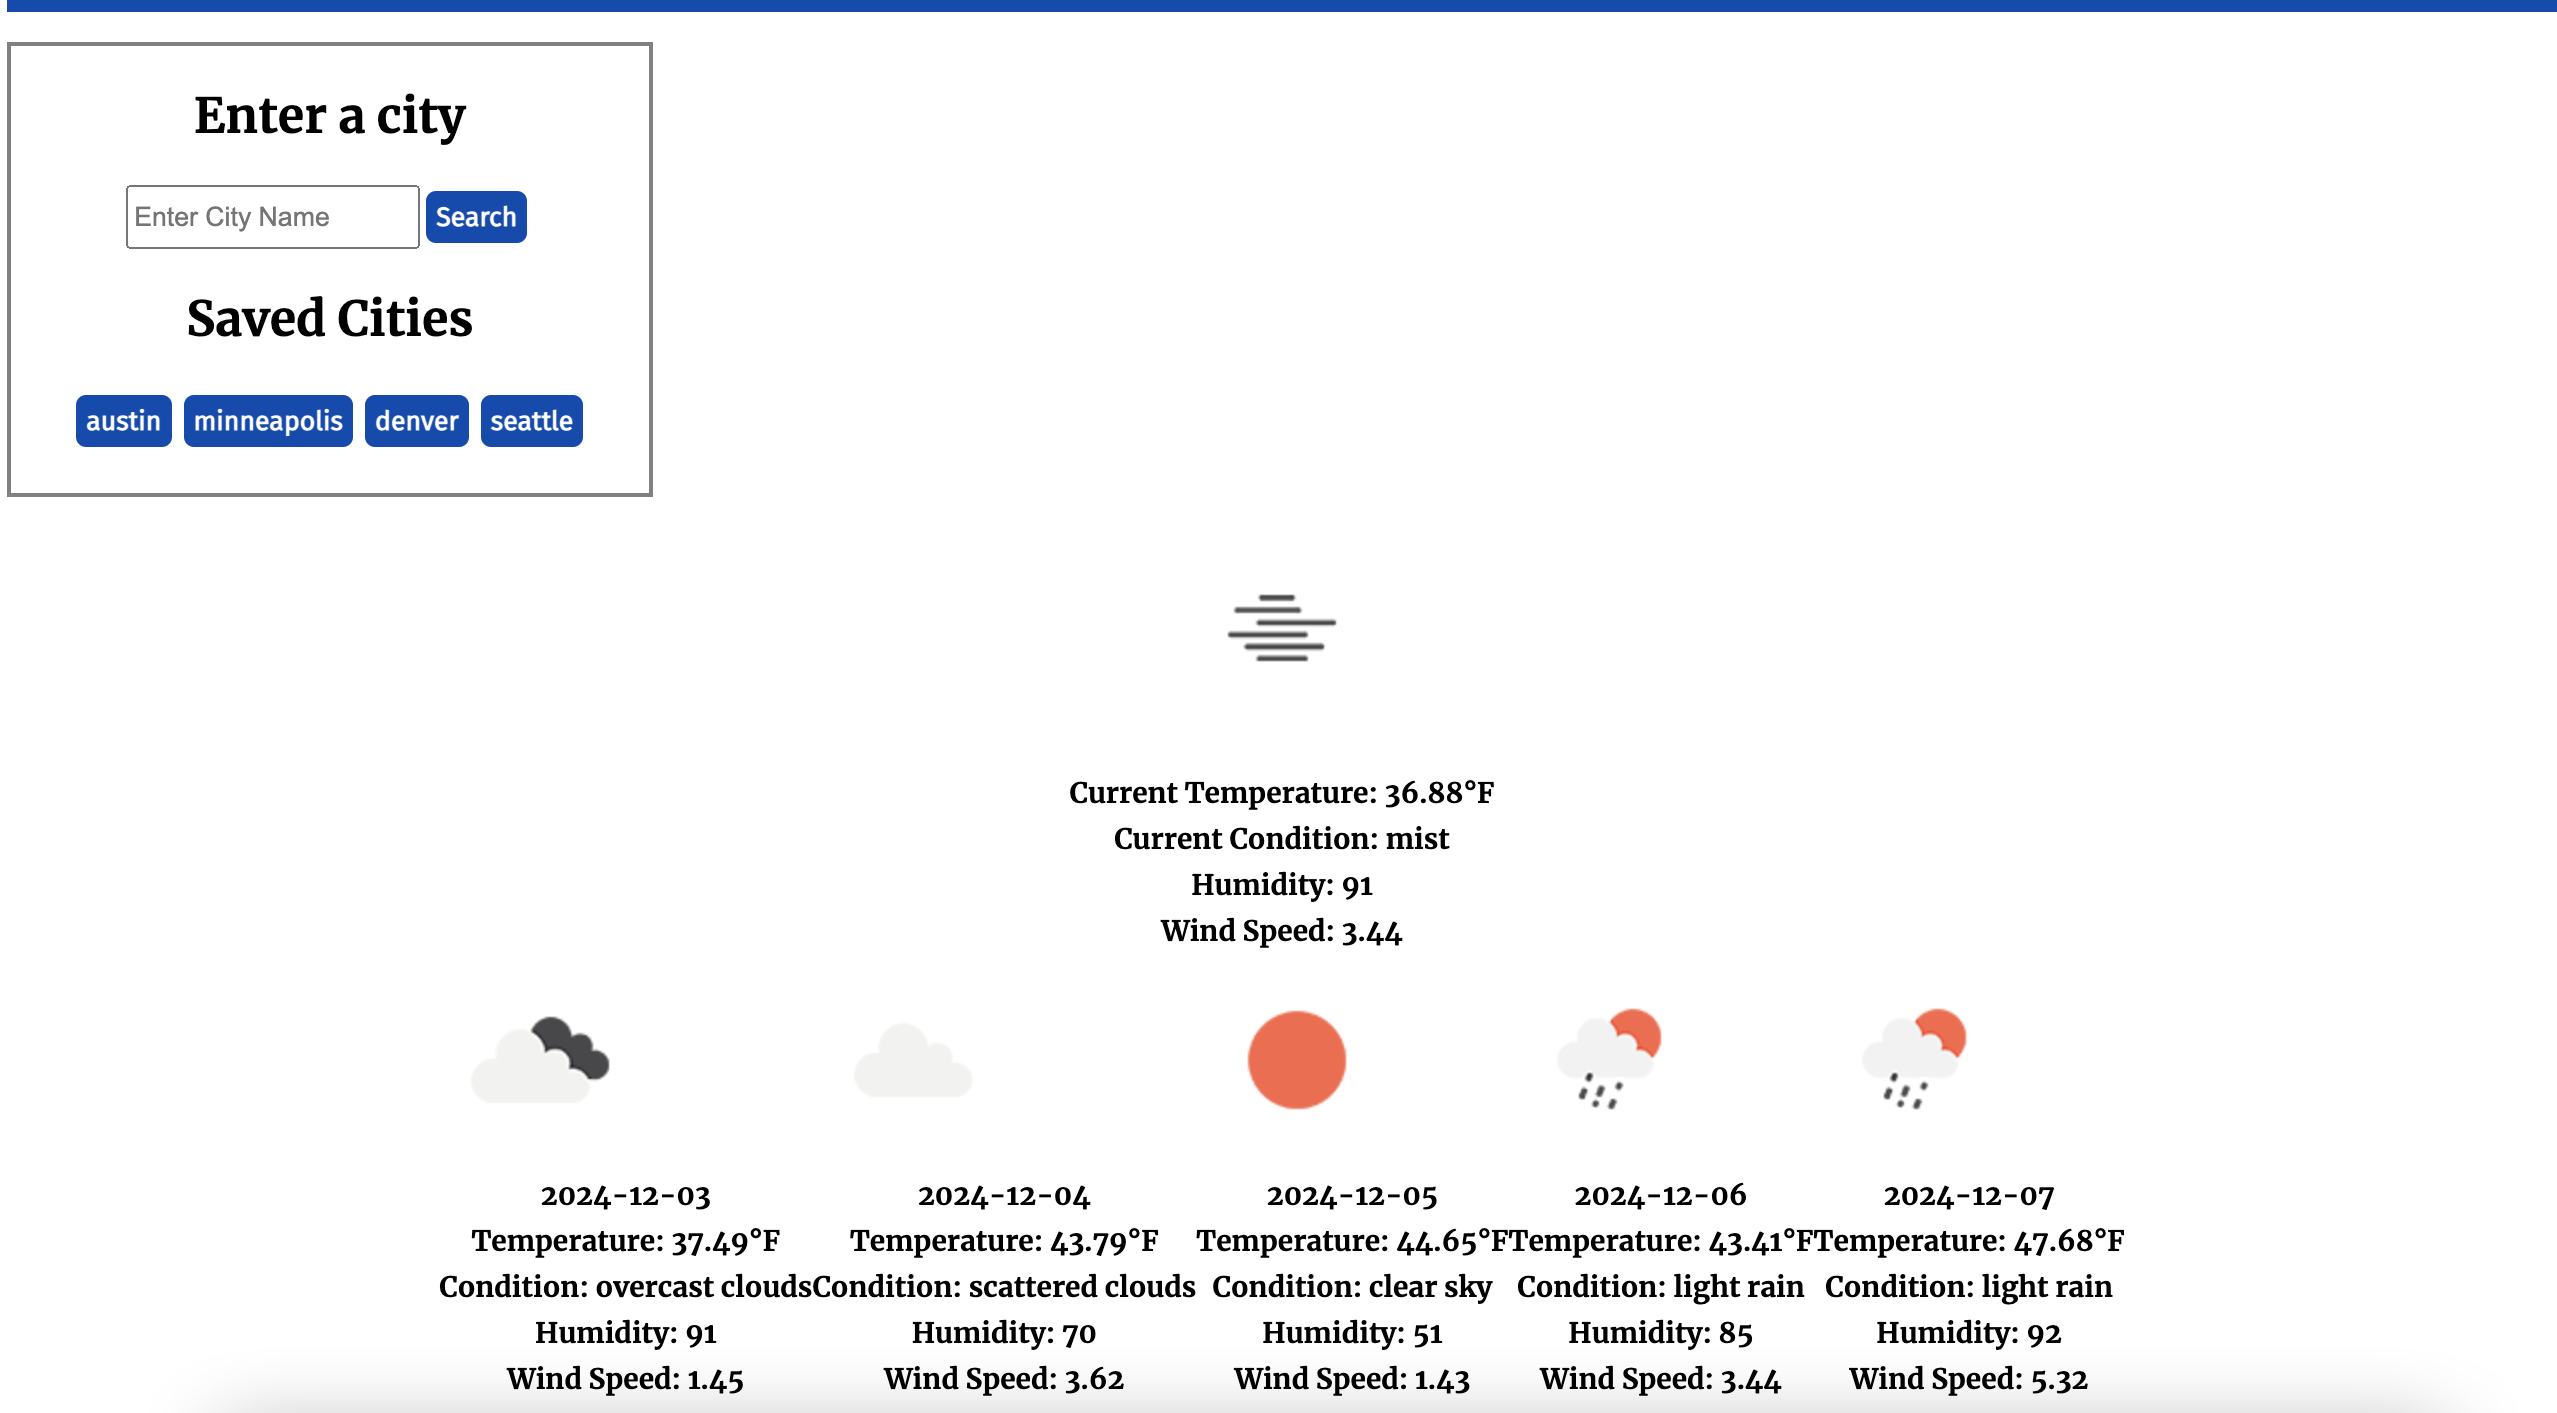 Enter a city
Enter City Name Search
Saved Cities
austin minneapolis denver seattle
Current Temperature: 36.88°F
Current Condition: mist
Humidity: 91
Wind Speed: 3.44
2024-12-03
Temperature: 37.49°F
Condition: overcast clouds
Humidity: 91
Wind Speed: 1.45
2024-12-04
Temperature: 43.79°F
Condition: scattered clouds
Humidity: 70
Wind Speed: 3.62
2024-12-05
Temperature: 44.65°F
Condition: clear sky
Humidity: 51
Wind Speed: 1.43
2024-12-06
Temperature: 43.41°F
Condition: light rain
Humidity: 85
Wind Speed: 3.44
2024-12-07
Temperature: 47.68°F
Condition: light rain
Humidity: 92
Wind Speed: 5.32